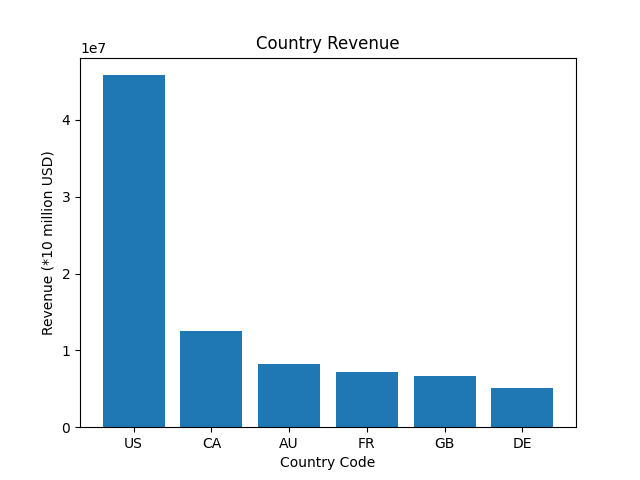 Country Revenue
1e7
4
3
2
1
0
Revenue (*10 million USD)
US CA AU FR GB DE
Country Code